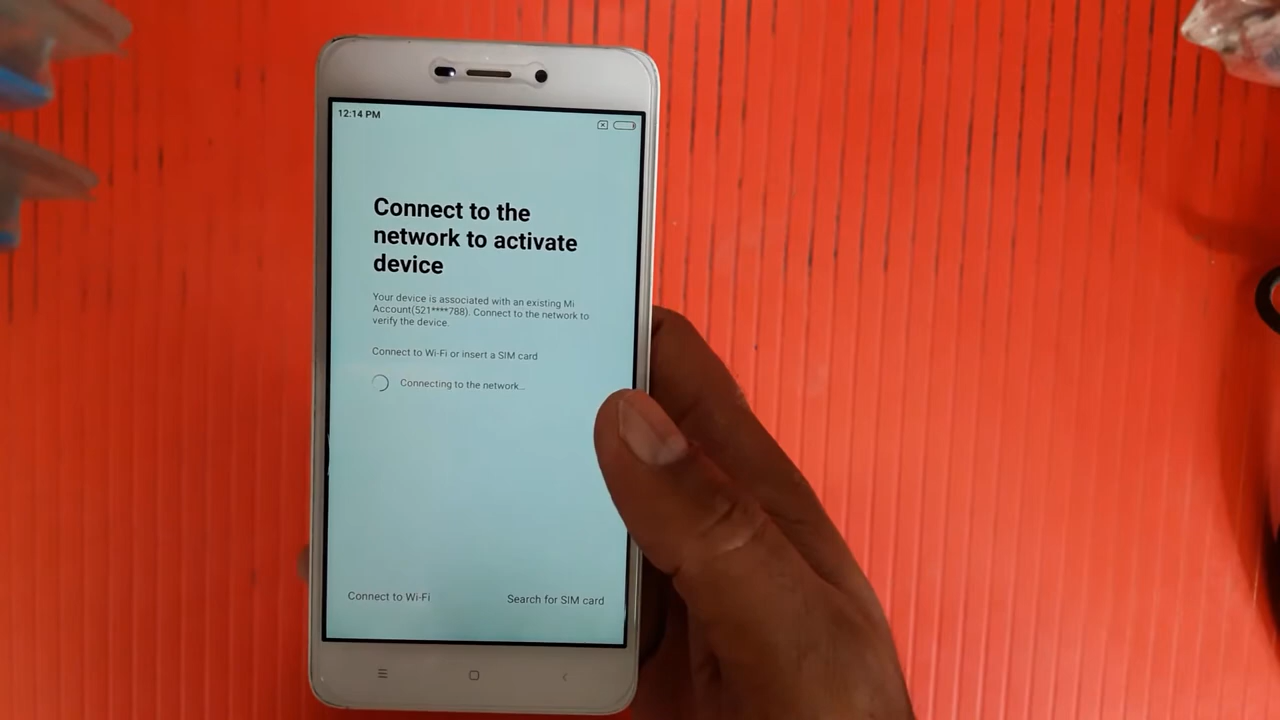 12:14 PM
Connect to the
network to activate
device
Your device is associated with an existing Mi
Account(521****788). Connect to the network to
verify the device.
Connect to Wi-Fi or insert a SIM card
Connecting to the network...
Connect to Wi-Fi
Search for SIM card